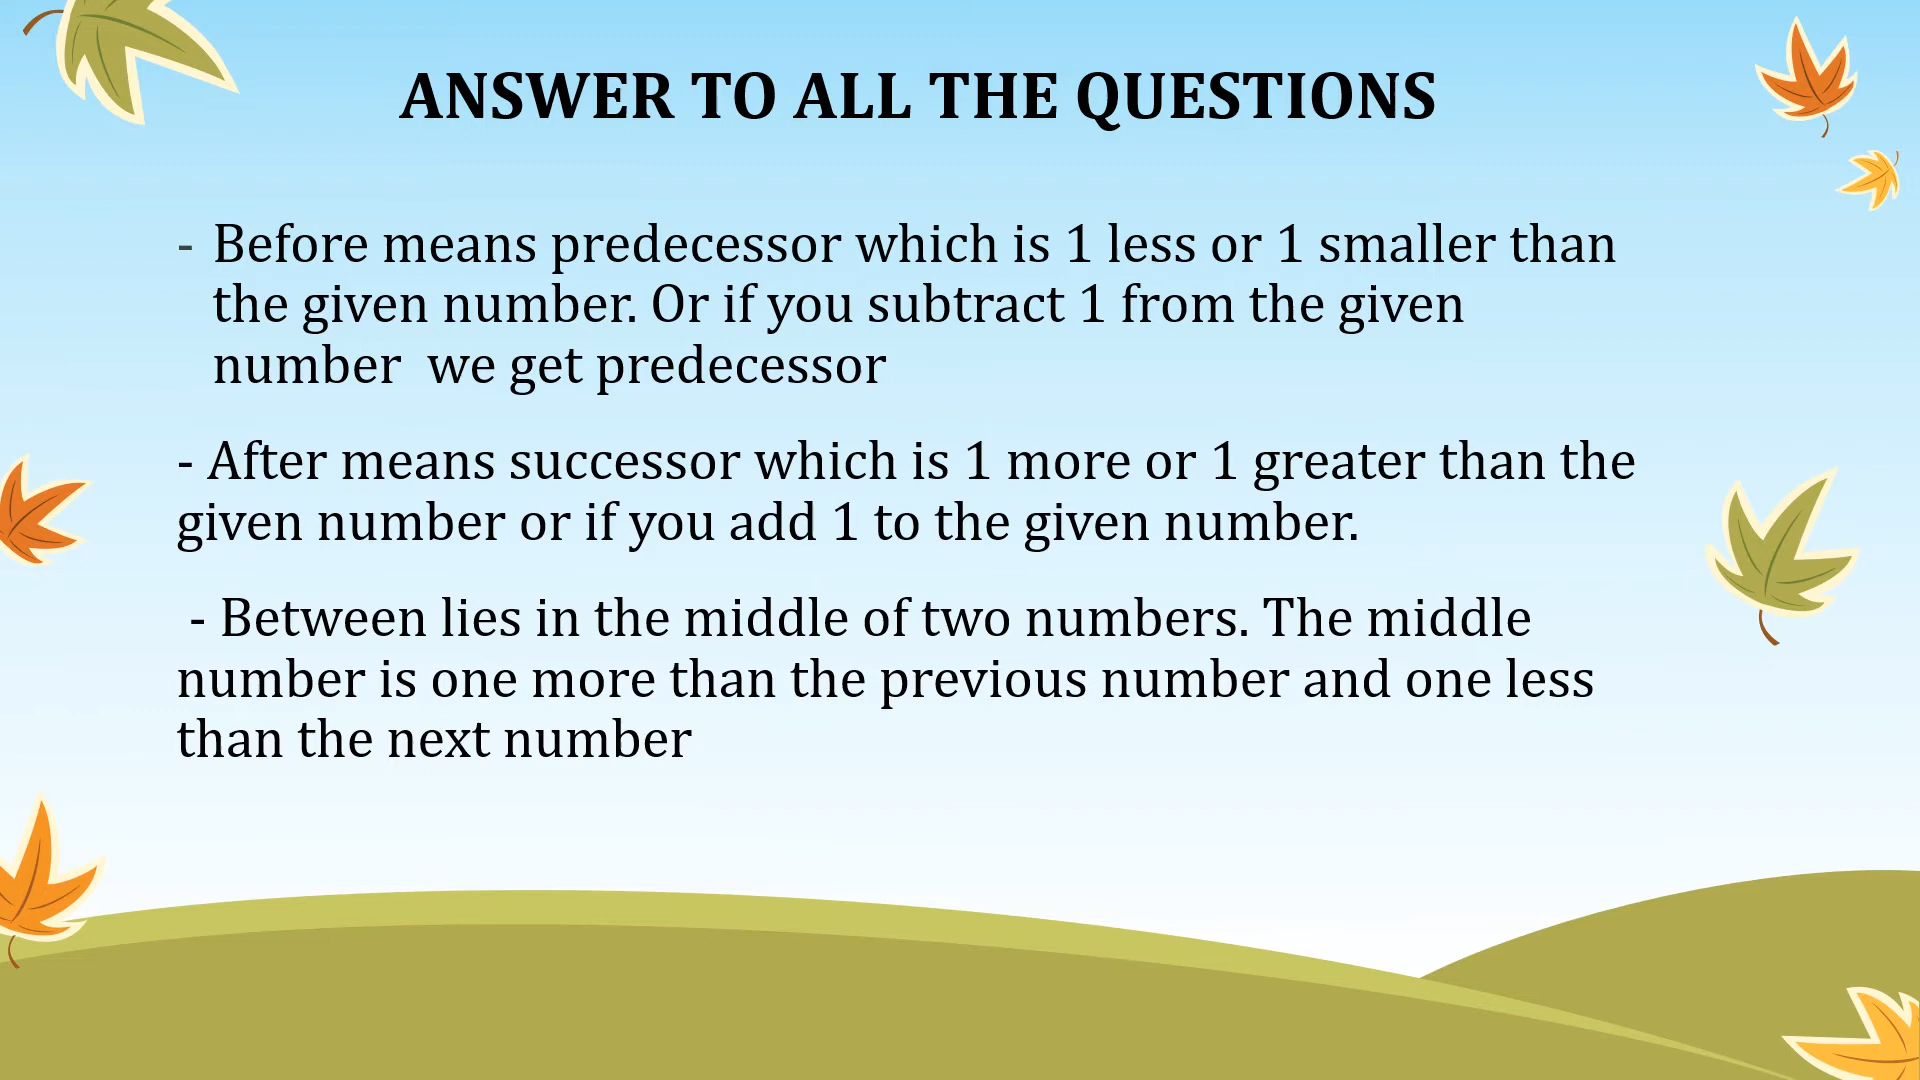 ANSWER TO ALL THE QUESTIONS
- Before means predecessor which is 1 less or 1 smaller than
the given number. Or if you subtract 1 from the given
number  we get predecessor
- After means successor which is 1 more or 1 greater than the
given number or if you add 1 to the given number.
- Between lies in the middle of two numbers. The middle
number is one more than the previous number and one less
than the next number